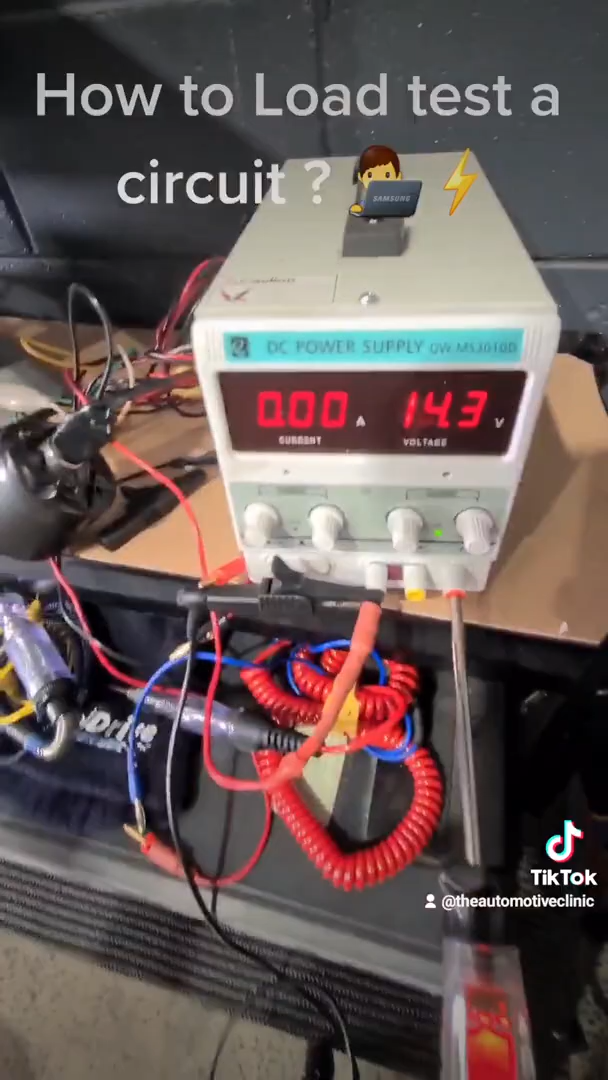 How to Load test a
circuit ?
SAMSUNG
DC POWER SUPPLY QW-MS3010D
0.00 A 14.3 V
CURRENT VOLTAGE
TikTok
@theautomotiveclinic